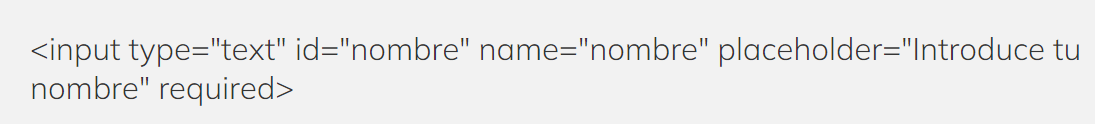 <input type="text" id="nombre" name="nombre" placeholder="Introduce tu
nombre" required>